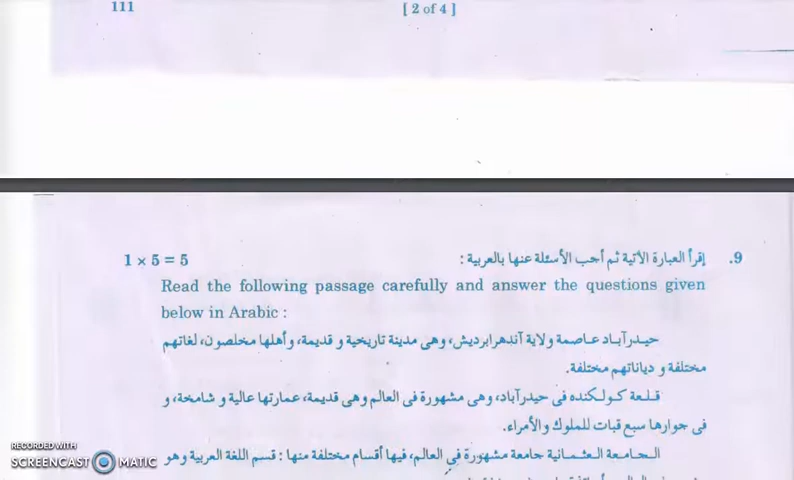 111 [ 2 of 4 ]
9. إقرأ العبارة الآتية ثم أجب الأسئلة عنها بالعربية : 1 × 5 = 5
Read the following passage carefully and answer the questions given
below in Arabic :
حيدرآباد عاصمة ولاية آندھرابرديش، وهى مدينة تاريخية و قديمة، وأهلها مخلصون، لغاتهم
مختلفة و دياناتهم مختلفة.
قلعة كولكنده فى حيدرآباد، وهى مشهورة فى العالم وهى قديمة، عمارتها عالية و شامخة، و
فى جوارها سبع قبات للملوك والأمراء.
الجامعة العثمانية جامعة مشهورة في العالم، فيها أقسام مختلفة منها : قسم اللغة العربية وهو
RECORDED WITH
SCREENCAST MATIC